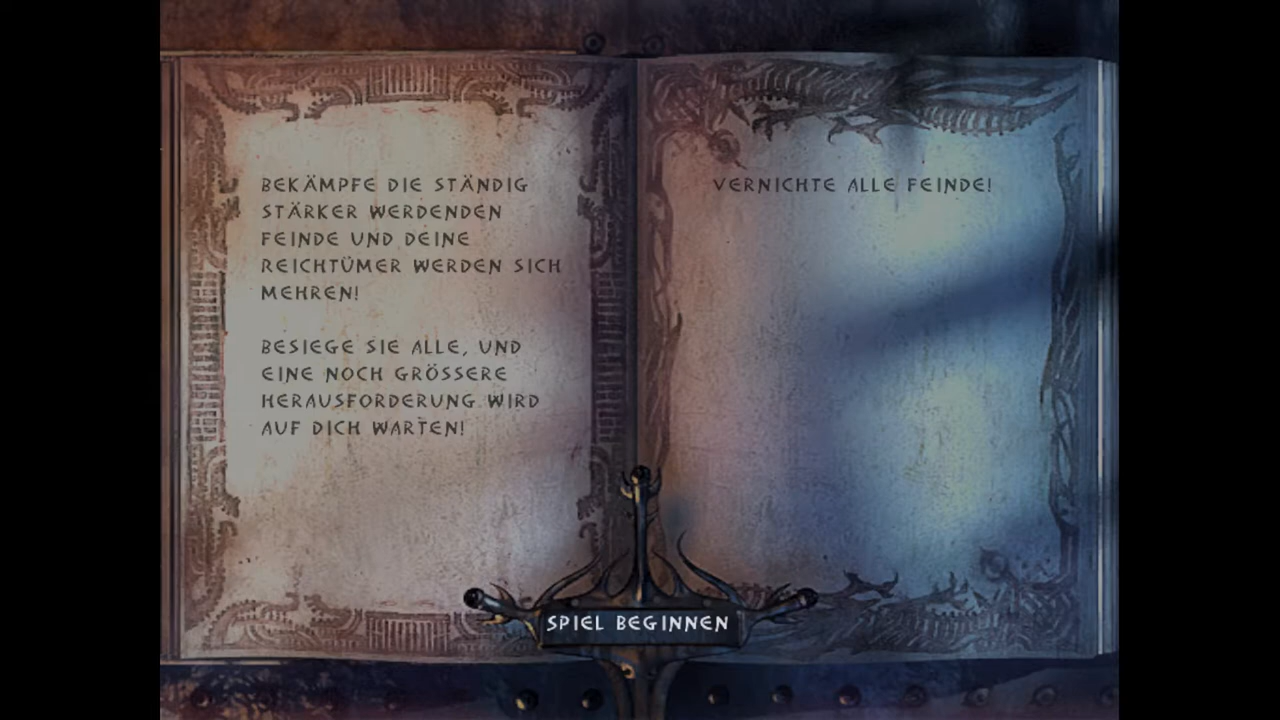 BEKÄMPFE DIE STÄNDIG
STÄRKER WERDENDEN
FEINDE UND DEINE
REICHTÜMER WERDEN SICH
MEHREN!
BESIEGE SIE ALLE, UND
EINE NOCH GRÖSSERE
HERAUSFORDERUNG WIRD
AUF DICH WARTEN!
VERNICHTE ALLE FEINDE!
SPIEL BEGINNEN